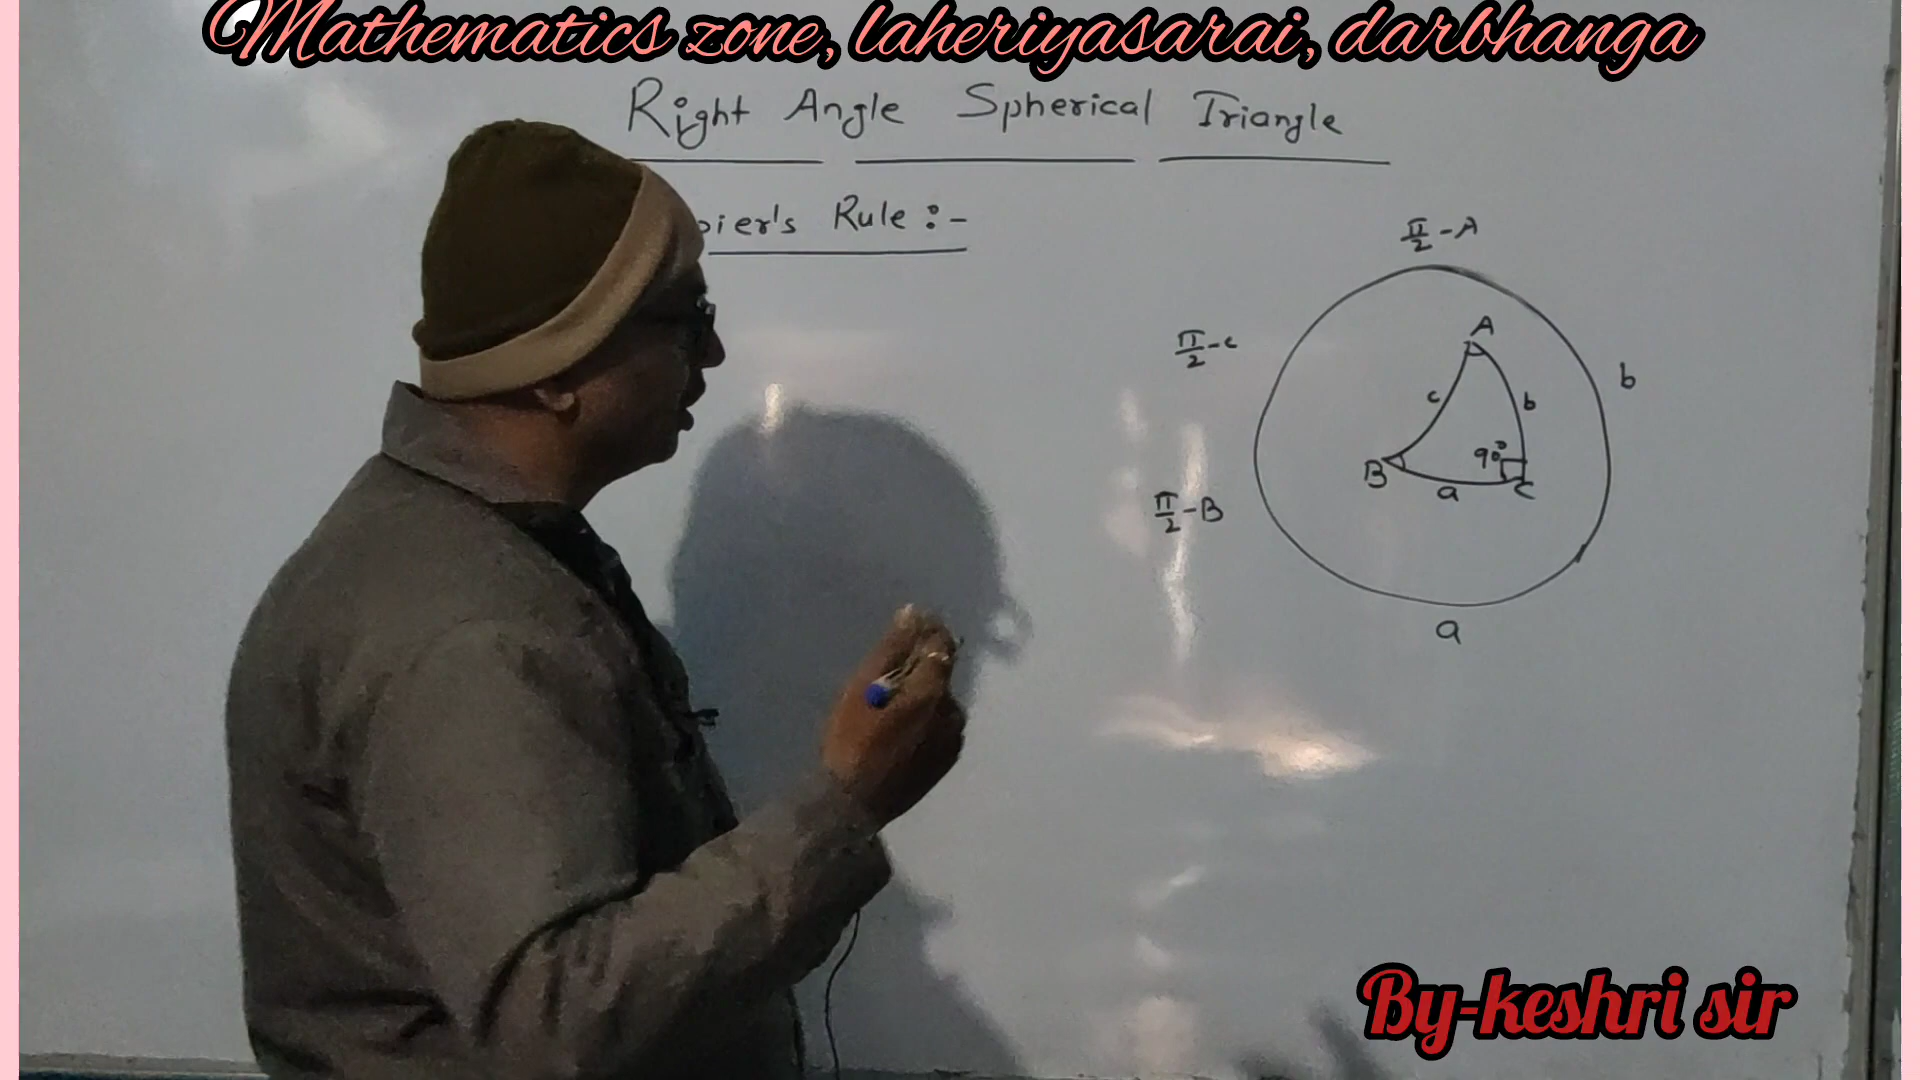 Mathematics zone, laheriyasarai, darbhanga
Right Angle Spherical Triangle
pier's Rule :-
π/2 - A
π/2 - c
A
b
c
b
90°
B
a
C
π/2 - B
a
By-keshri sir